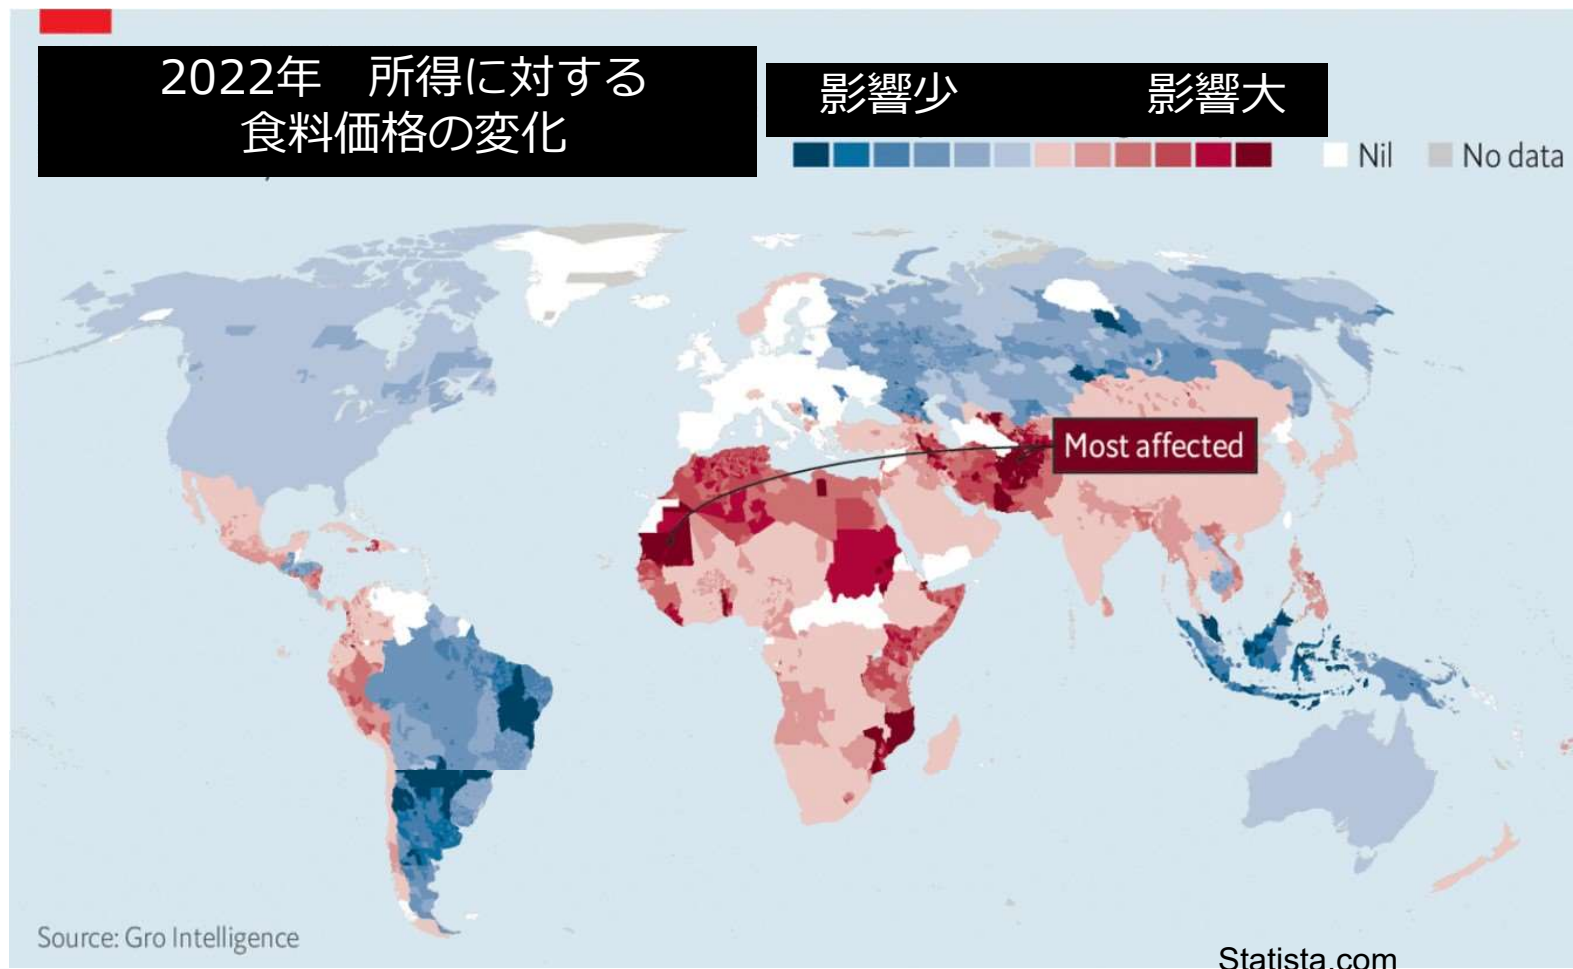 2022年　所得に対する
食料価格の変化
影響少　影響大
Nil
No data
Most affected
Source: Gro Intelligence
Statista.com